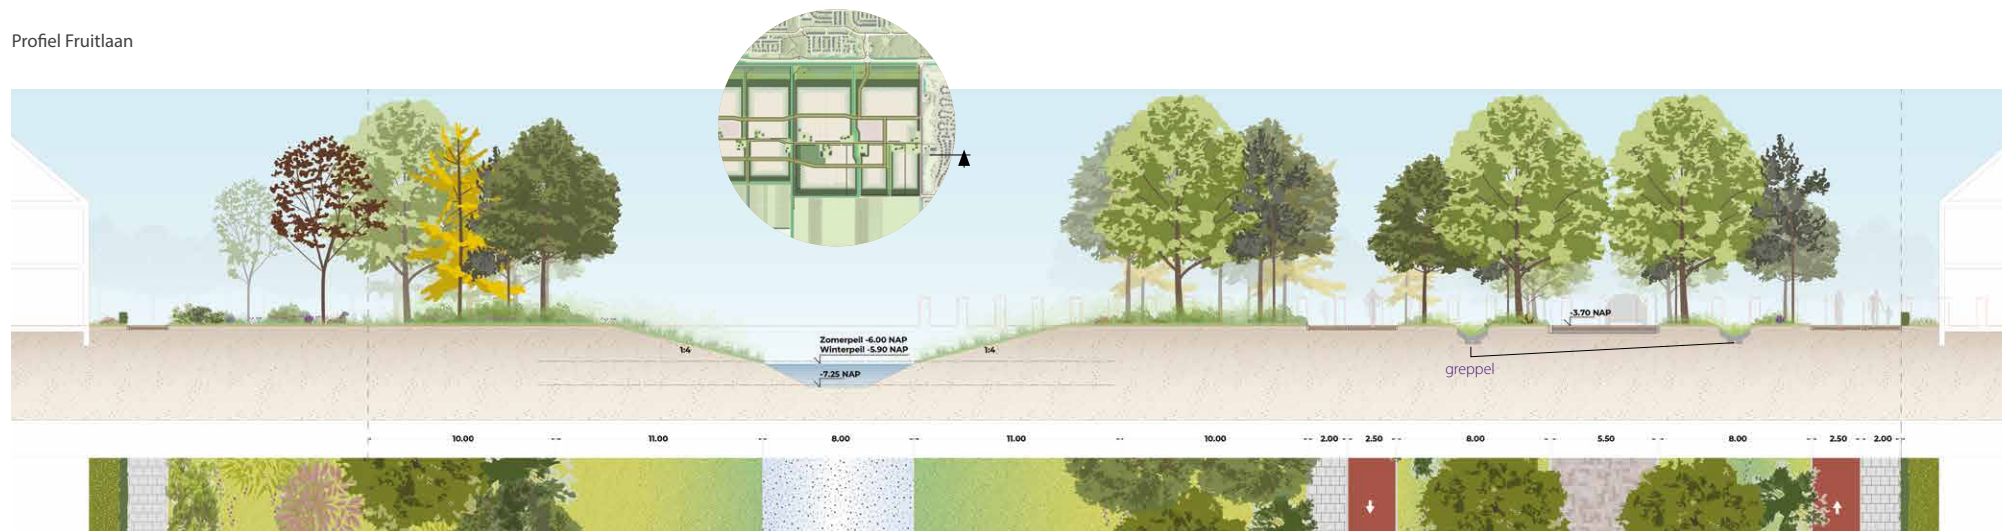 Profiel Fruitlaan
-3.70 NAP
Zomerpeil -6.00 NAP
Winterpeil -5.90 NAP
1:4
1:4
-7.25 NAP
greppel
10.00 11.00 8.00 11.00 10.00 2.00 2.50 8.00 5.50 8.00 2.50 2.00